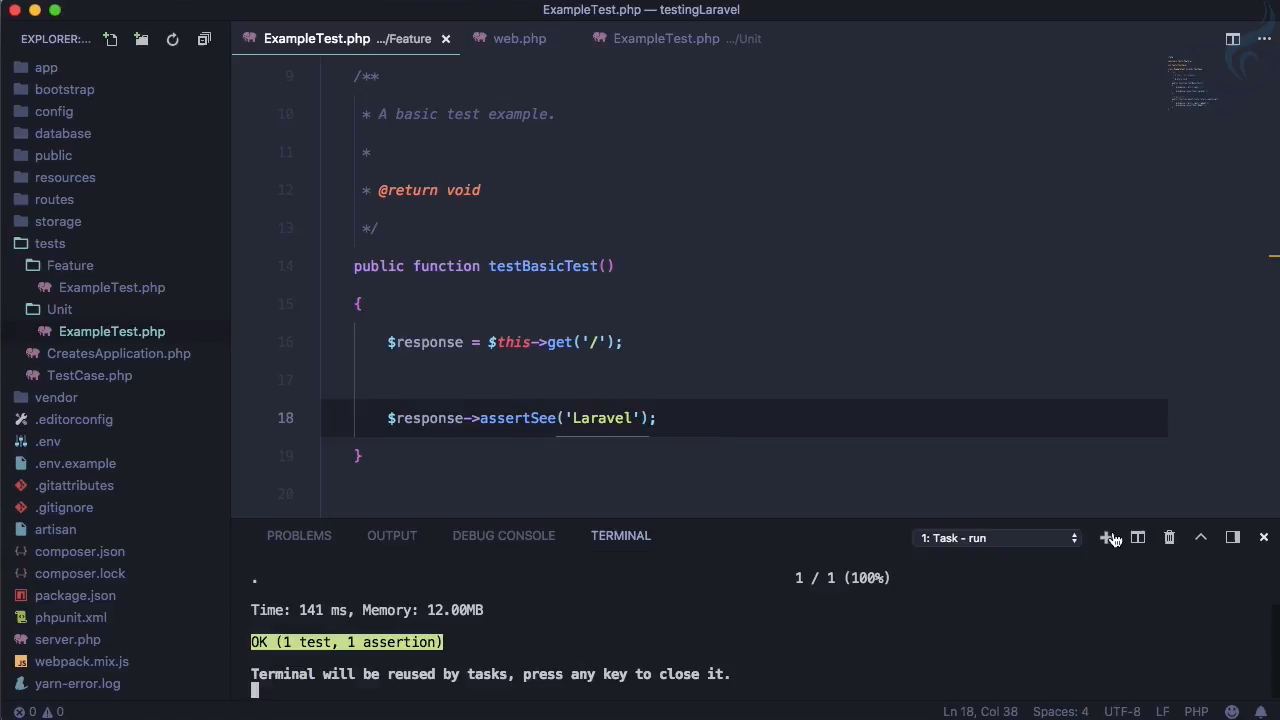 ExampleTest.php — testingLaravel
EXPLORER:...
ExampleTest.php .../Feature
web.php
ExampleTest.php .../Unit
app
bootstrap
config
database
public
resources
routes
storage
tests
Feature
ExampleTest.php
Unit
ExampleTest.php
CreatesApplication.php
TestCase.php
vendor
.editorconfig
.env
.env.example
.gitattributes
.gitignore
artisan
composer.json
composer.lock
package.json
phpunit.xml
server.php
webpack.mix.js
yarn-error.log
9 /**
10 * A basic test example.
11 *
12 * @return void
13 */
14 public function testBasicTest()
15 {
16 $response = $this->get('/');
17
18 $response->assertSee('Laravel');
19 }
20
PROBLEMS OUTPUT DEBUG CONSOLE TERMINAL 1: Task - run
. 1 / 1 (100%)
Time: 141 ms, Memory: 12.00MB
OK (1 test, 1 assertion)
Terminal will be reused by tasks, press any key to close it.
0 0 Ln 18, Col 38 Spaces: 4 UTF-8 LF PHP